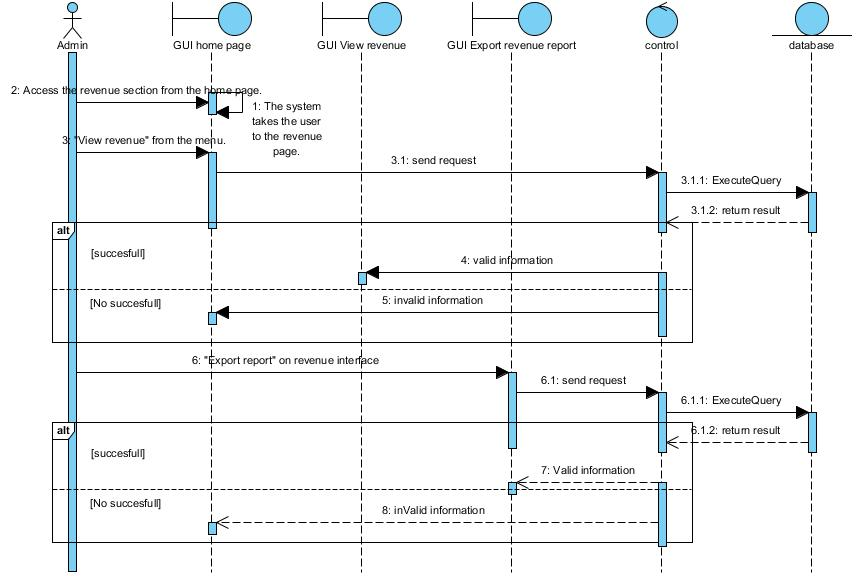 Admin
GUI home page
GUI View revenue
GUI Export revenue report
control
database
2: Access the revenue section from the home page.
1: The system
takes the user
to the revenue
page.
3: "View revenue" from the menu.
3.1: send request
3.1.1: ExecuteQuery
3.1.2: return result
alt
[succesfull]
4: valid information
[No succesfull]
5: invalid information
6: "Export report" on revenue interface
6.1: send request
6.1.1: ExecuteQuery
6.1.2: return result
alt
[succesfull]
7: Valid information
[No succesfull]
8: inValid information